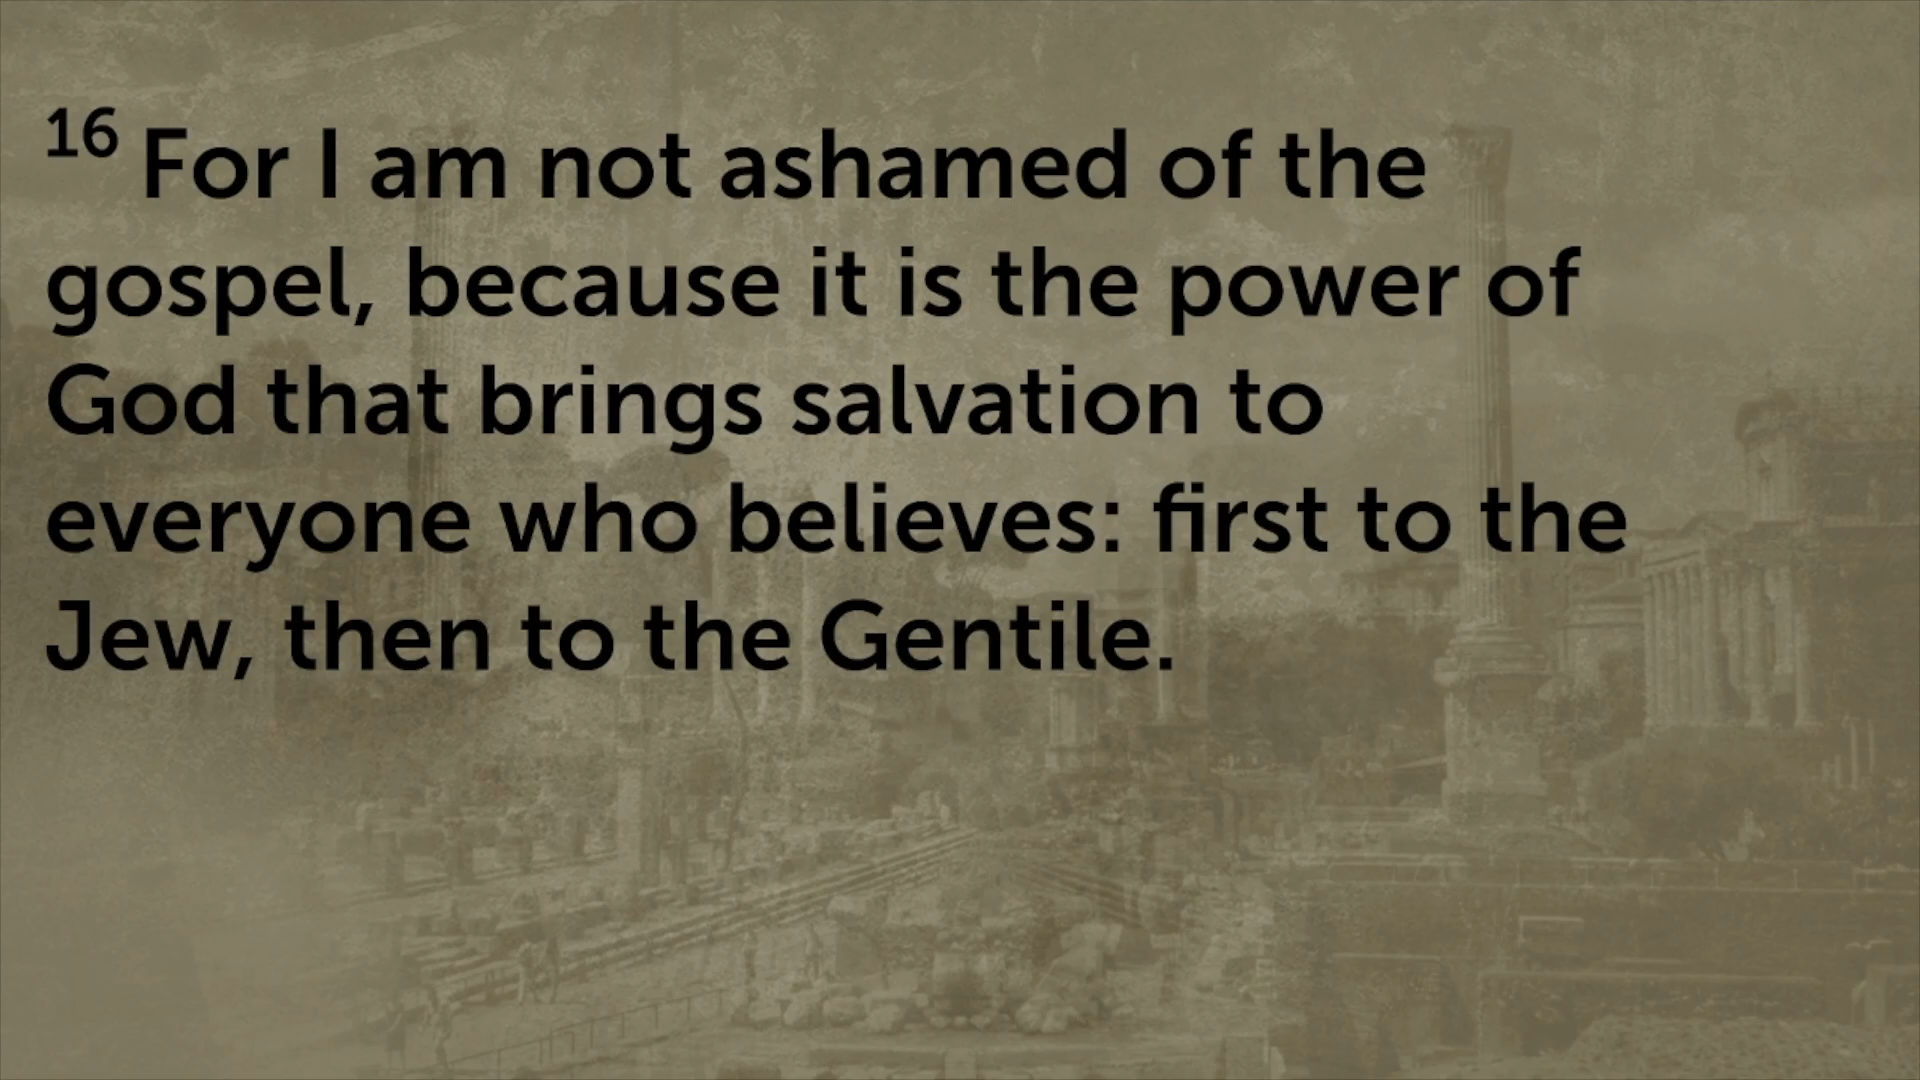 16 For I am not ashamed of the
gospel, because it is the power of
God that brings salvation to
everyone who believes: first to the
Jew, then to the Gentile.